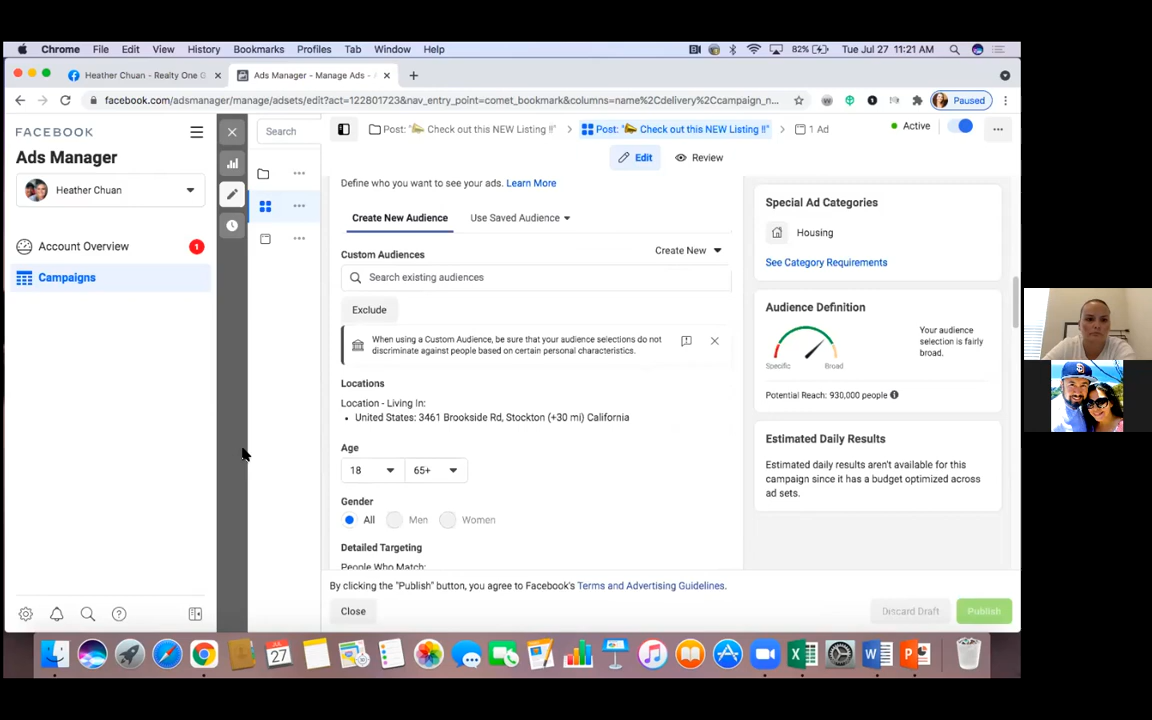 Chrome File Edit View History Bookmarks Profiles Tab Window Help 82% Tue Jul 27 11:21 AM
Heather Chuan - Realty One G × Ads Manager - Manage Ads - × +
facebook.com/adsmanager/manage/adsets/edit?act=122801723&nav_entry_point=comet_bookmark&columns=name%2Cdelivery%2Ccampaign_n... Paused
FACEBOOK
Ads Manager
Heather Chuan
Account Overview 1
Campaigns
Search
Post: Check out this NEW Listing !!" > Post: Check out this NEW Listing !!" > 1 Ad Active
Edit Review
Define who you want to see your ads. Learn More
Create New Audience Use Saved Audience
Custom Audiences Create New
Search existing audiences
Exclude
When using a Custom Audience, be sure that your audience selections do not
discriminate against people based on certain personal characteristics.
Locations
Location - Living In:
• United States: 3461 Brookside Rd, Stockton (+30 mi) California
Age
18 65+
Gender
All Men Women
Detailed Targeting
People Who Match:
Special Ad Categories
Housing
See Category Requirements
Audience Definition
Your audience
selection is fairly
broad.
Specific Broad
Potential Reach: 930,000 people
Estimated Daily Results
Estimated daily results aren't available for this
campaign since it has a budget optimized across
ad sets.
By clicking the "Publish" button, you agree to Facebook's Terms and Advertising Guidelines.
Close Discard Draft Publish
JUL
27